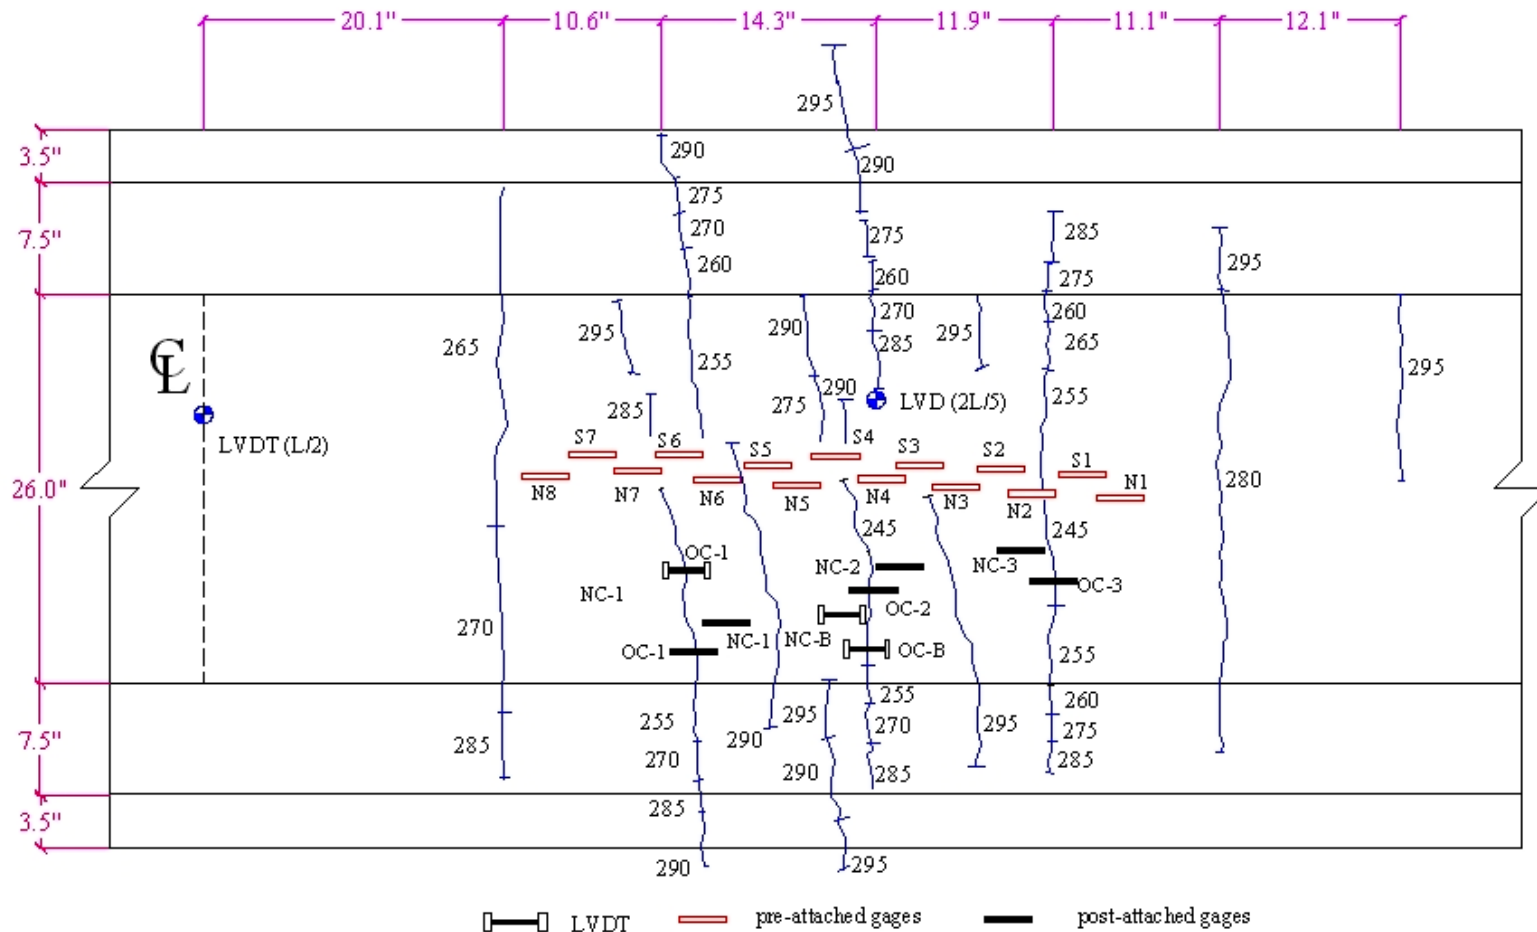 20.1" 10.6" 14.3" 11.9" 11.1" 12.1"
295
3.5" 290 290
275
7.5" 270 275 285
260 260 275 295
270 260
295 290 285 265
265 255 295
℄ 290 255 295
285 275 LVD (2L/5)
LVDT (L/2)
S7 S6 S5 S4 S3 S2 S1
26.0" N8 N7 N6 N5 N4 N3 N2 N1 280
245 245
OC-1 NC-2 NC-3
NC-1 OC-2 OC-3
270 OC-1 NC-1 NC-B OC-B 255
255 295 255 295 260
7.5" 285 290 270 275
270 290 285 285
3.5" 285
290 295
LVDT pre-attached gages post-attached gages